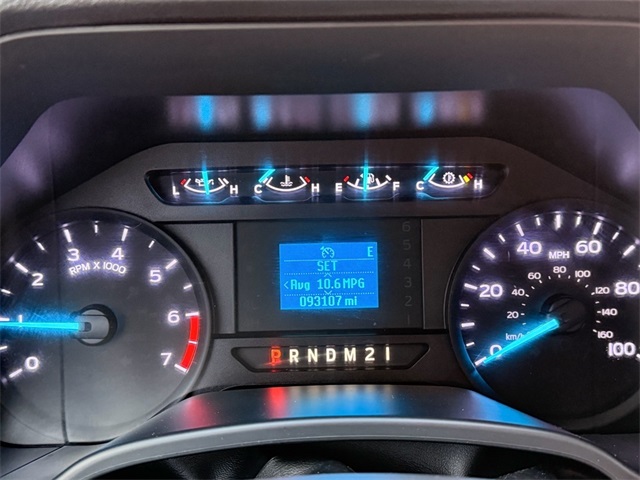 L H C H E F C H
3 4
RPM X 1000
2 5
1 6
0 7
E
SET
<Avg 10.6 MPG
093107 mi
6
5
4
3
2
1
P R N D M 2 1
MPH
0 20 40 60 80 100
km/h
20 40 60 80 100 120 140 160